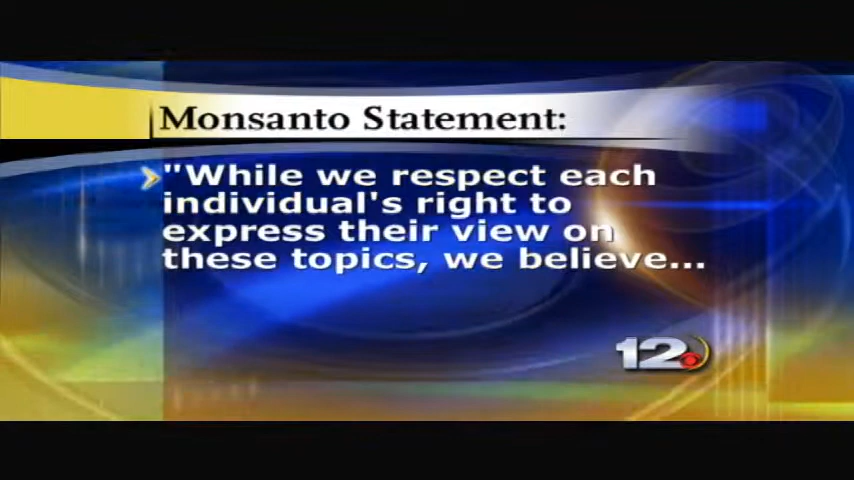 Monsanto Statement:
"While we respect each
individual's right to
express their view on
these topics, we believe...
12